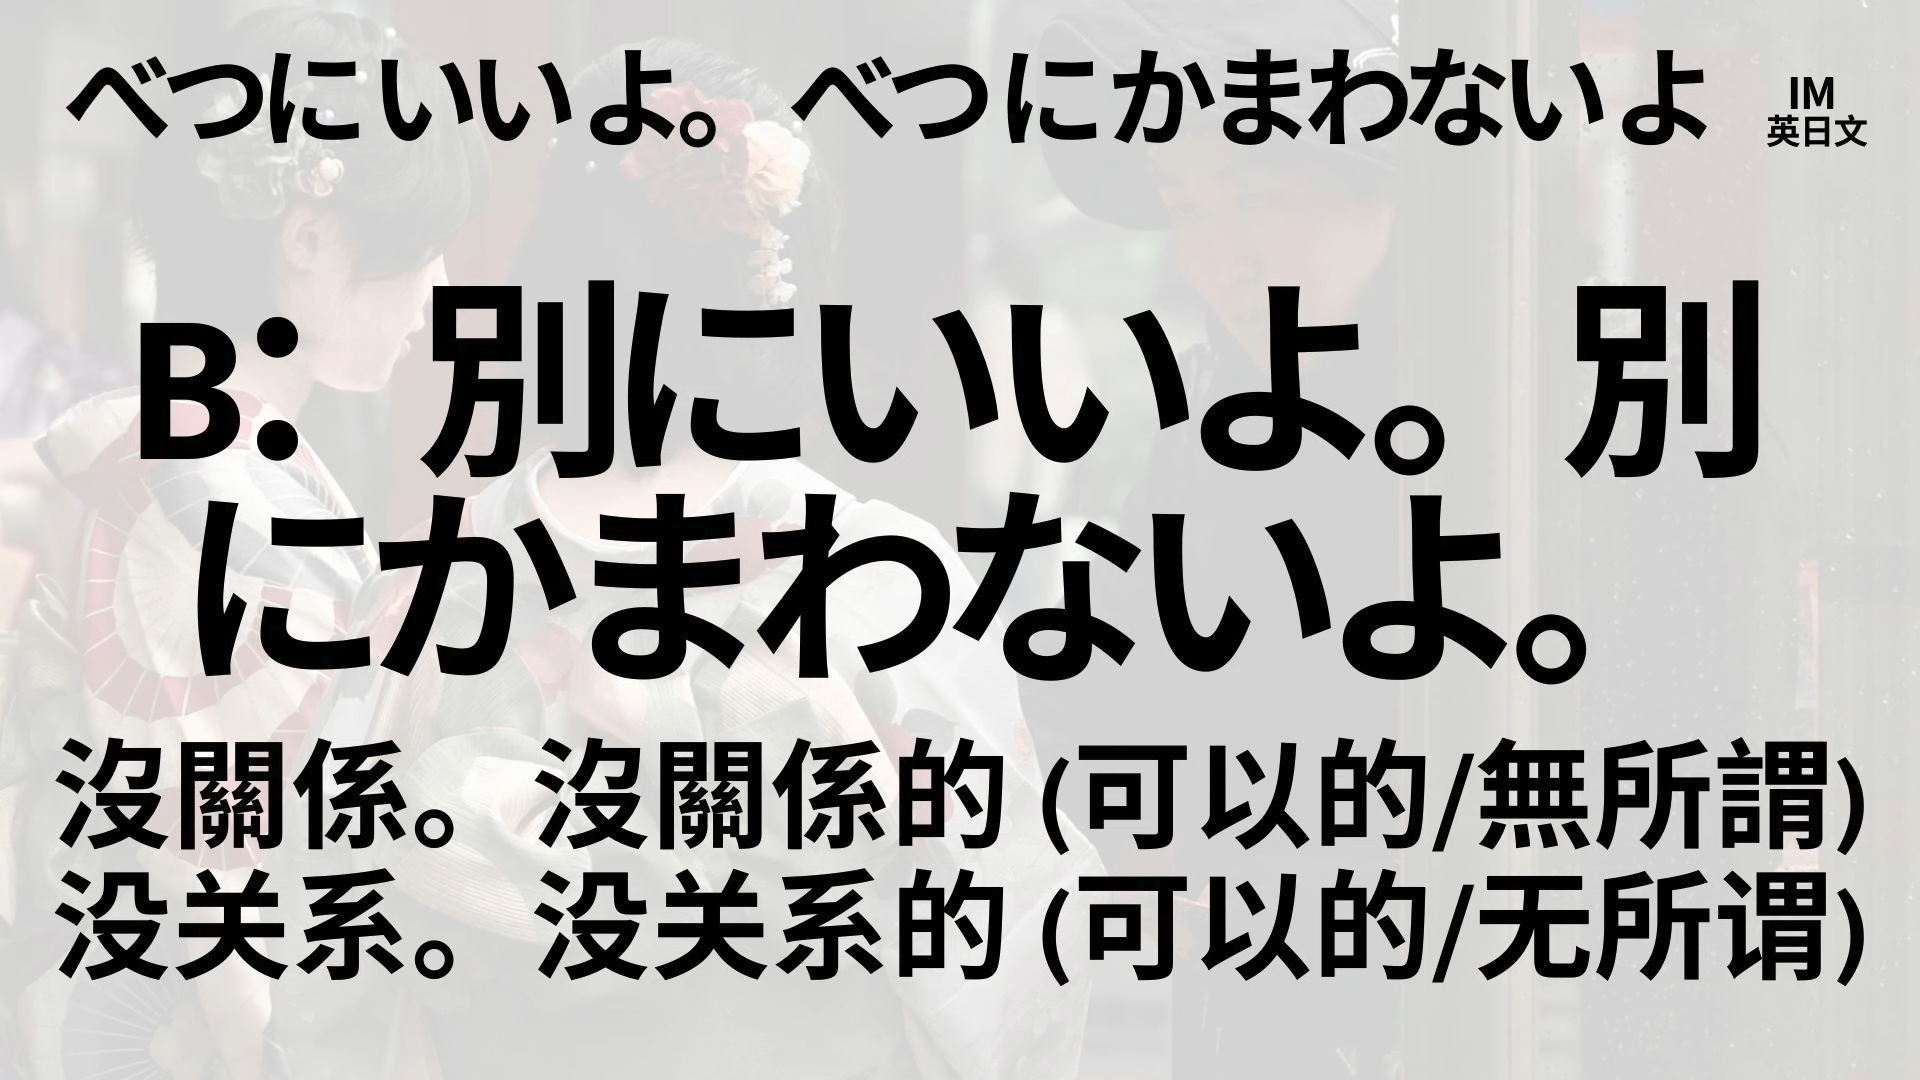 べつにいいよ。べつにかまわないよ
IM
英日文
B：別にいいよ。別
にかまわないよ。
沒關係。沒關係的 (可以的/無所謂)
没关系。没关系的 (可以的/无所谓)